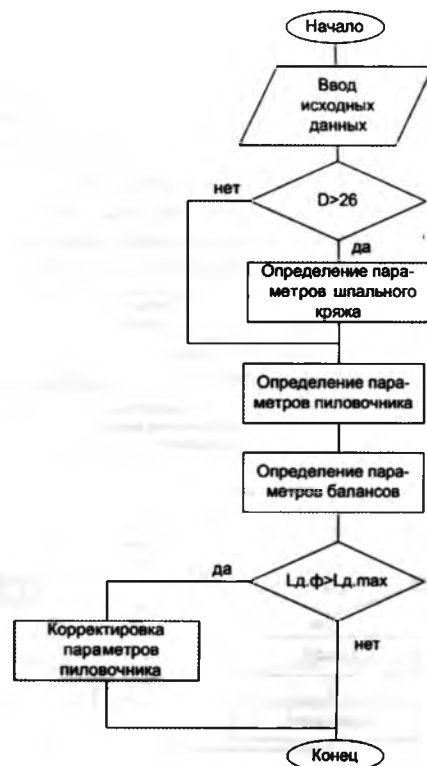 Начало
Ввод
исходных
данных
нет
D>26
да
Определение пара-
метров шпального
кряжа
Определение пара-
метров пиловочника
Определение пара-
метров балансов
да
Lд.ф>Lд.max
Корректировка
параметров
пиловочника
нет
Конец